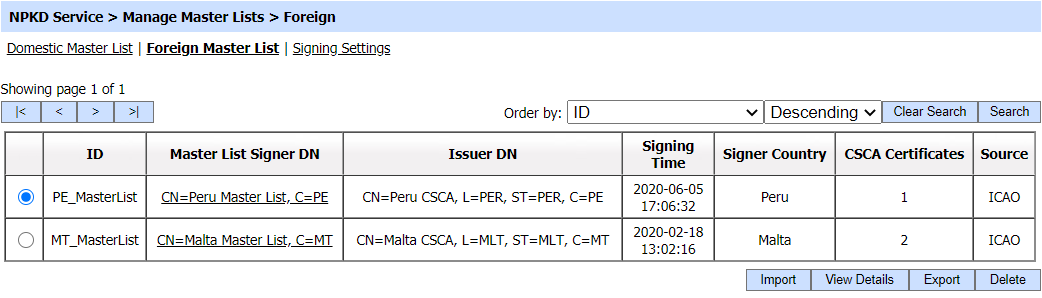 NPKD Service > Manage Master Lists > Foreign
Domestic Master List | Foreign Master List | Signing Settings
Showing page 1 of 1
|< < > >| Order by: ID Descending Clear Search Search
ID Master List Signer DN Issuer DN Signing Time Signer Country CSCA Certificates Source
PE_MasterList CN=Peru Master List, C=PE CN=Peru CSCA, L=PER, ST=PER, C=PE 2020-06-05 17:06:32 Peru 1 ICAO
MT_MasterList CN=Malta Master List, C=MT CN=Malta CSCA, L=MLT, ST=MLT, C=MT 2020-02-18 13:02:16 Malta 2 ICAO
Import View Details Export Delete